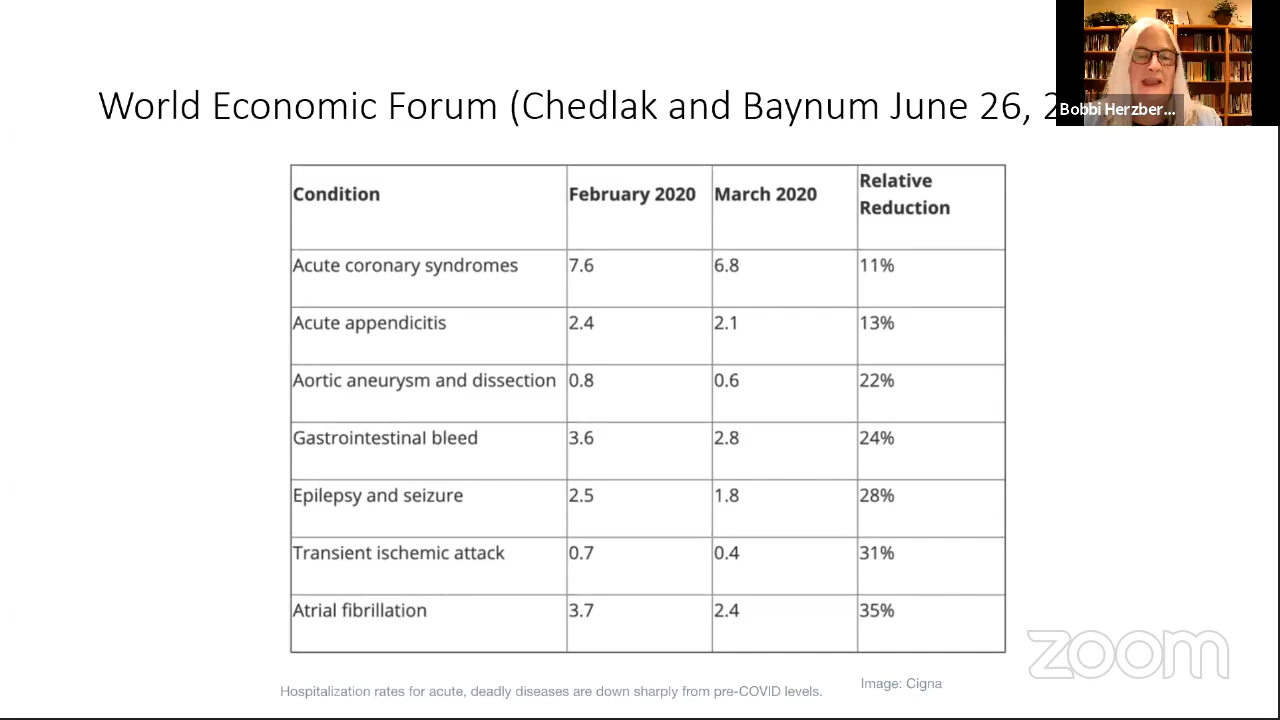 World Economic Forum (Chedlak and Baynum June 26, 2
Bobbi Herzber...
Condition February 2020 March 2020 Relative Reduction
Acute coronary syndromes 7.6 6.8 11%
Acute appendicitis 2.4 2.1 13%
Aortic aneurysm and dissection 0.8 0.6 22%
Gastrointestinal bleed 3.6 2.8 24%
Epilepsy and seizure 2.5 1.8 28%
Transient ischemic attack 0.7 0.4 31%
Atrial fibrillation 3.7 2.4 35%
Hospitalization rates for acute, deadly diseases are down sharply from pre-COVID levels.
Image: Cigna
zoom